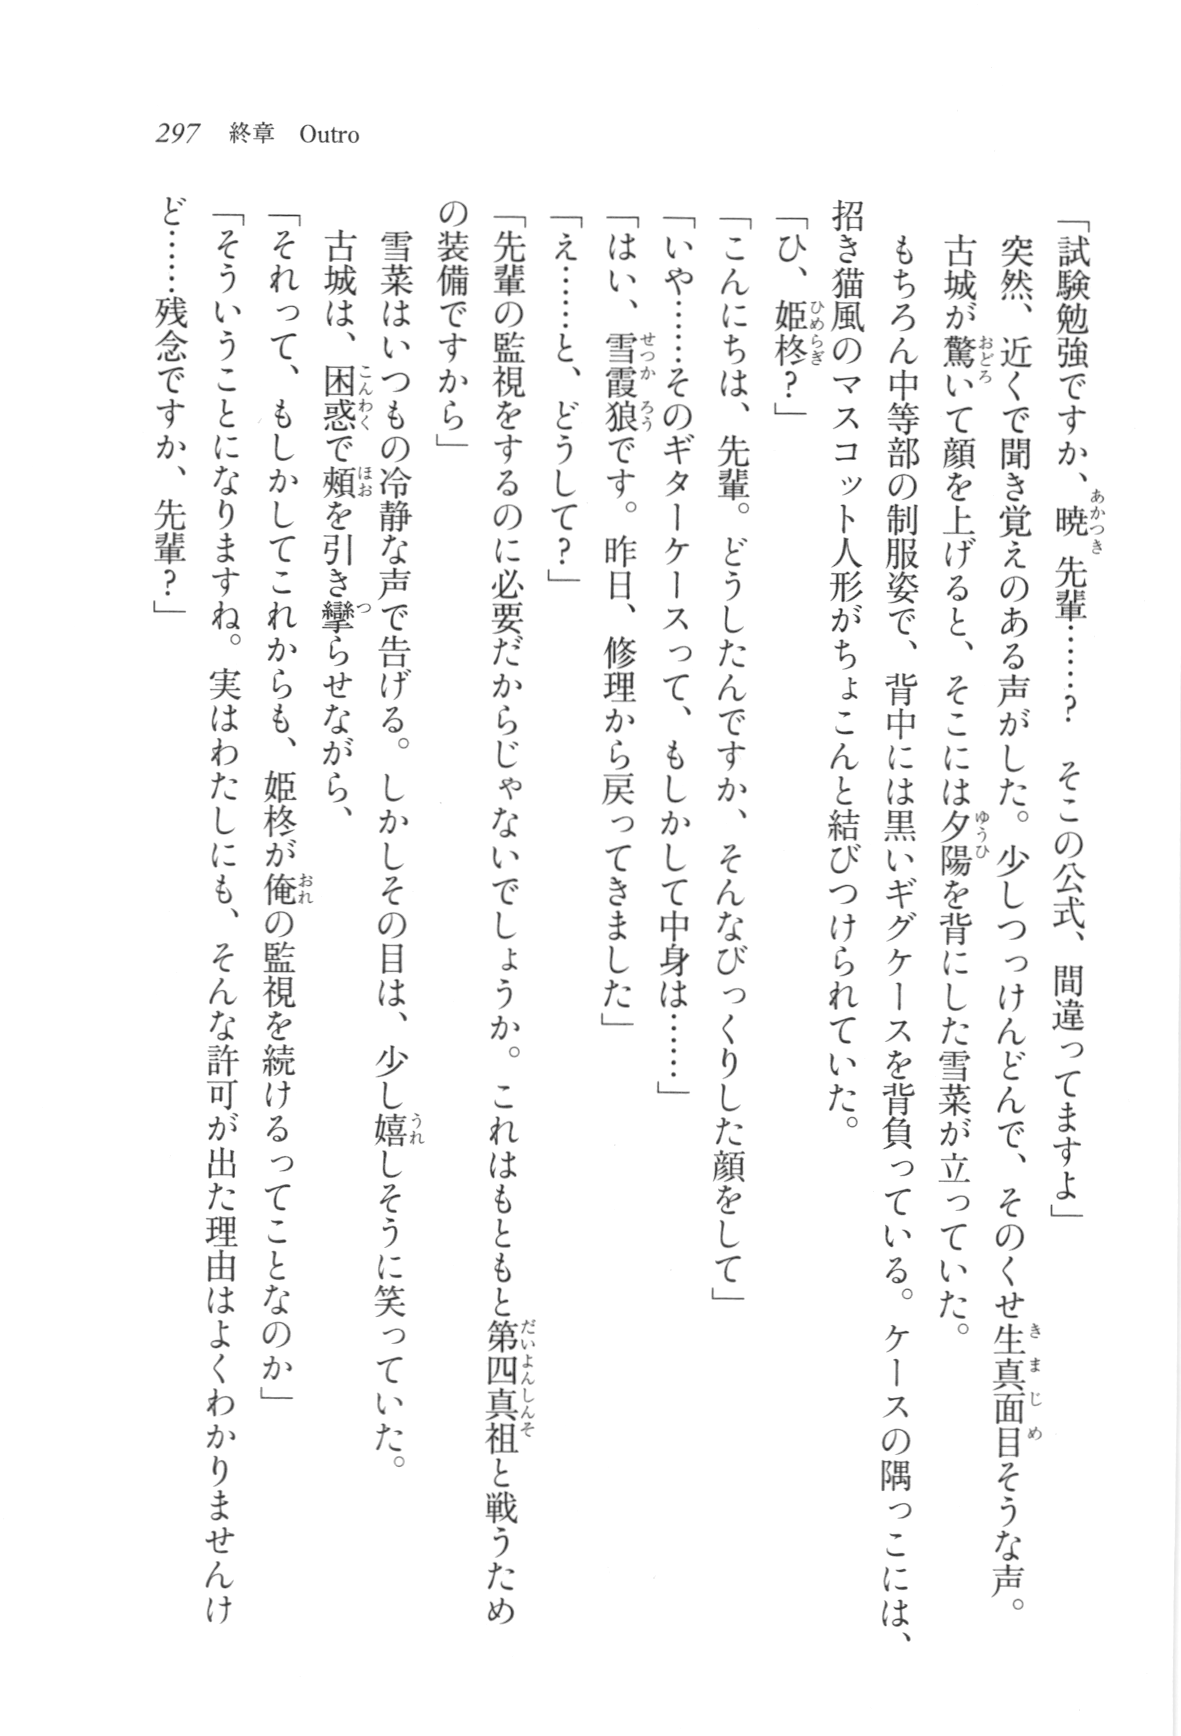 297 終章 Outro
「試験勉強ですか、暁先輩……? そこの公式、間違ってますよ」
突然、近くで聞き覚えのある声がした。少しつっけんどんで、そのくせ生真面目そうな声。
古城が驚いて顔を上げると、そこには夕陽を背にした雪菜が立っていた。
もちろん中等部の制服姿で、背中には黒いギグケースを背負っている。ケースの隅っこには、
招き猫風のマスコット人形がちょこんと結びつけられていた。
「ひ、姫柊?」
「こんにちは、先輩。どうしたんですか、そんなびっくりした顔をして」
「いや……そのギターケースって、もしかして中身は……」
「はい、雪霞狼です。昨日、修理から戻ってきました」
「え……と、どうして?」
「先輩の監視をするのに必要だからじゃないでしょうか。これはもともと第四真祖と戦うため
の装備ですから」
雪菜はいつもの冷静な声で告げる。しかしその目は、少し嬉しそうに笑っていた。
古城は、困惑で頬を引き攣らせながら、
「それって、もしかしてこれからも、姫柊が俺の監視を続けるってことなのか」
「そういうことになりますね。実はわたしにも、そんな許可が出た理由はよくわかりませんけ
ど……残念ですか、先輩?」